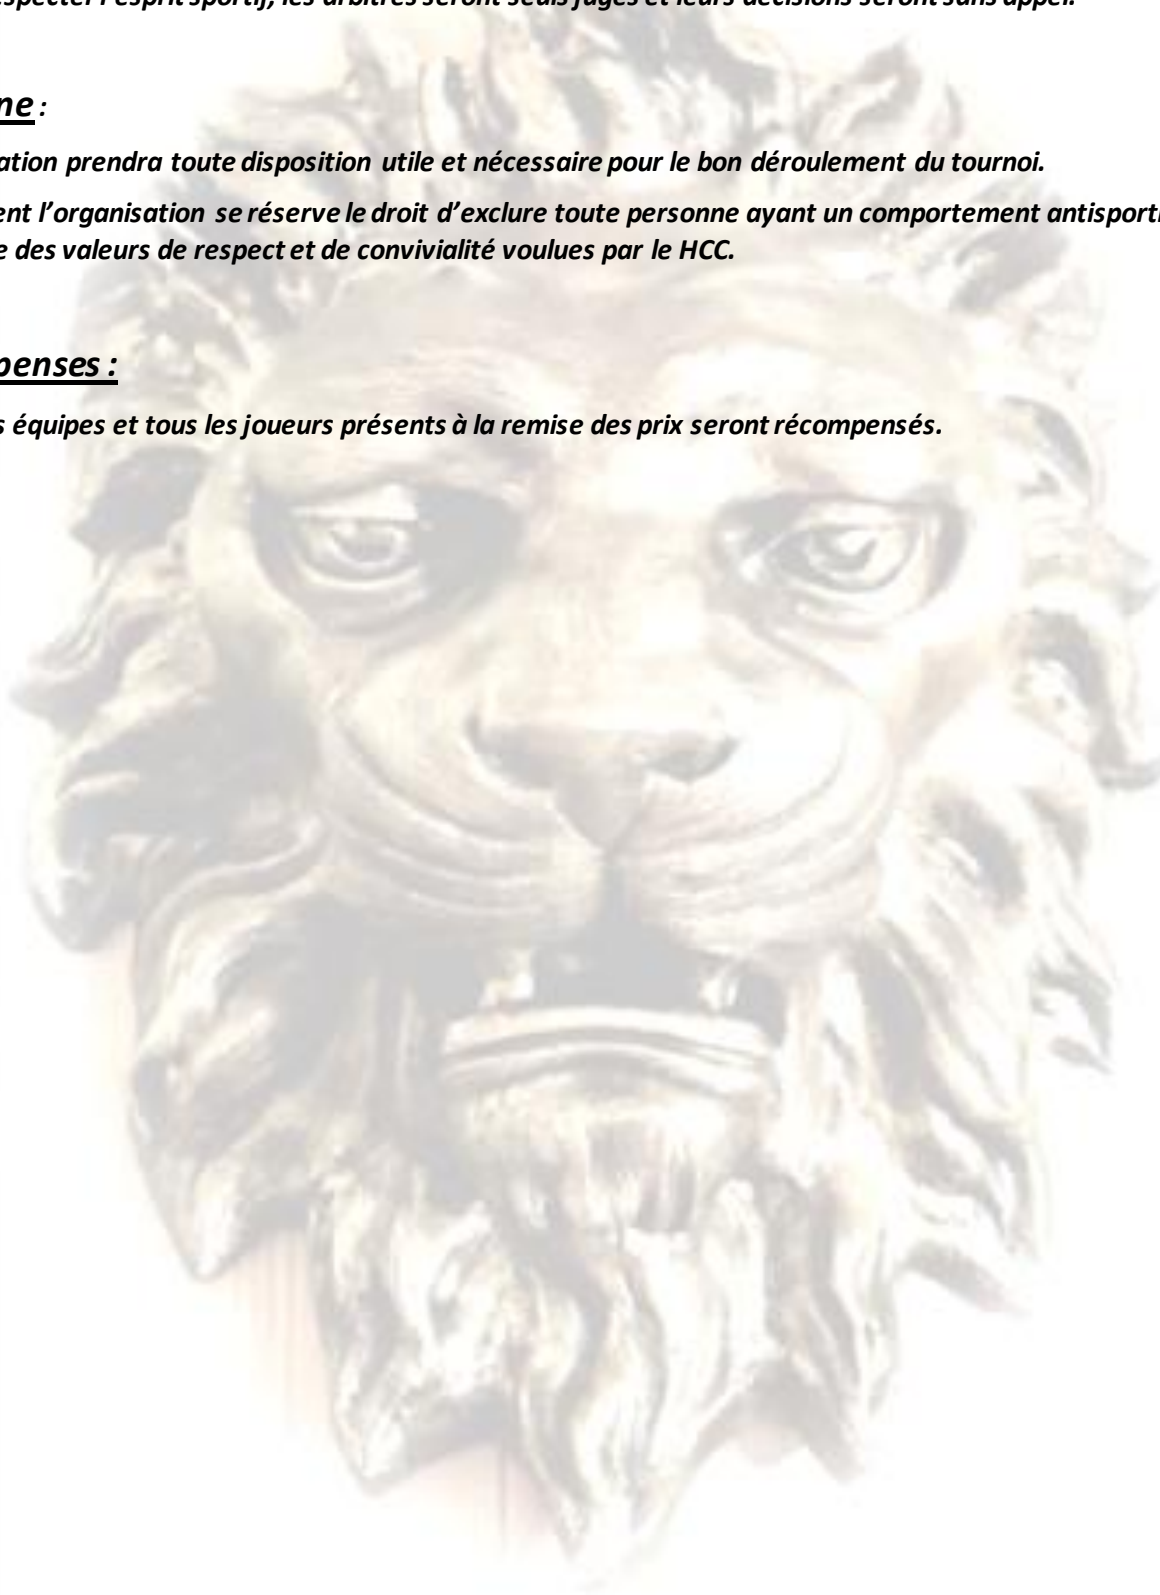 specter l'esprit sportif, les arbitres seront seuls juges et leurs décisions seront sans appel.
ne :
ation prendra toute disposition utile et nécessaire pour le bon déroulement du tournoi.
ent l'organisation se réserve le droit d'exclure toute personne ayant un comportement antisporti
e des valeurs de respect et de convivialité voulues par le HCC.
penses :
s équipes et tous les joueurs présents à la remise des prix seront récompensés.